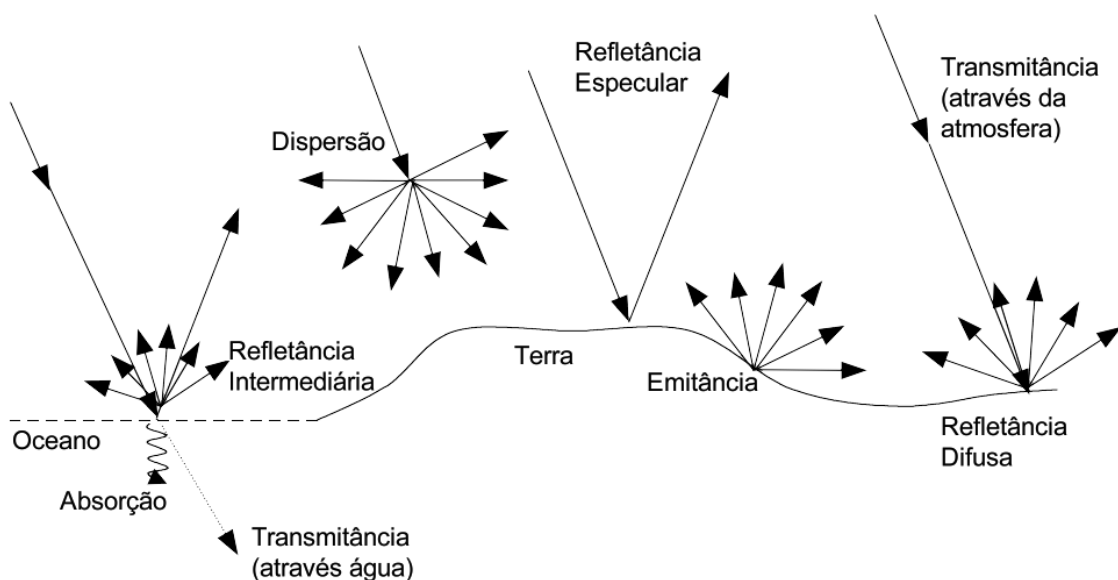 Refletância
Especular
Transmitância
(através da
atmosfera)
Dispersão
Refletância
Intermediária
Terra
Emitância
Oceano
Refletância
Difusa
Absorção
Transmitância
(através água)